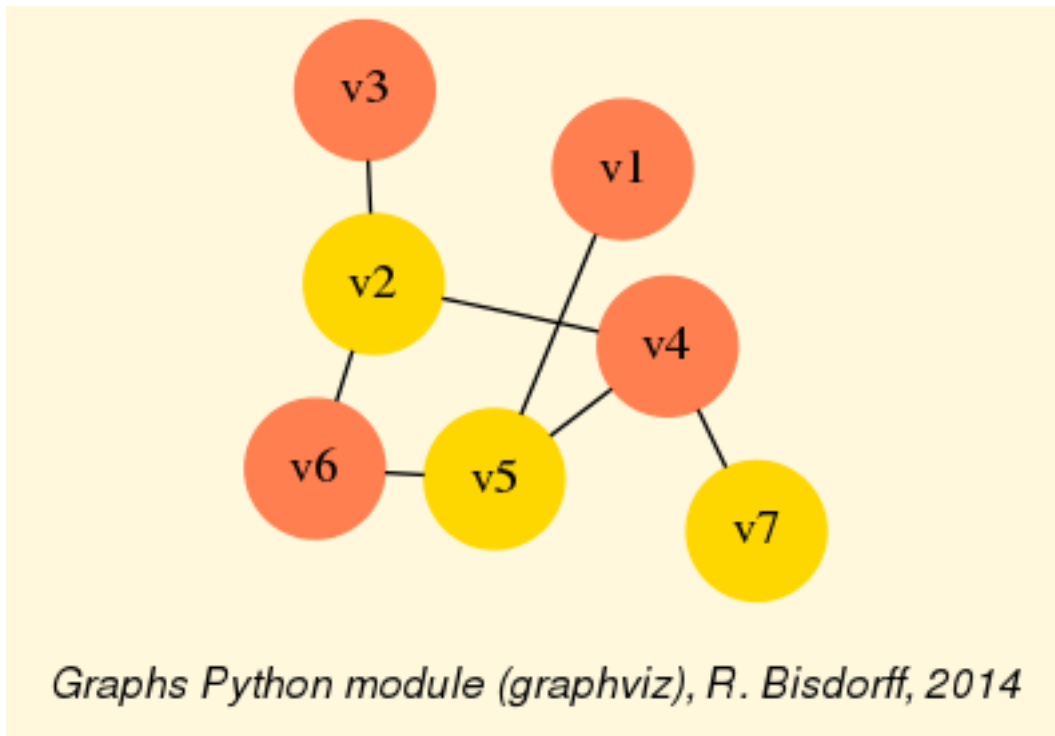 v3
v1
v2
v4
v6
v5
v7
Graphs Python module (graphviz), R. Bisdorff, 2014